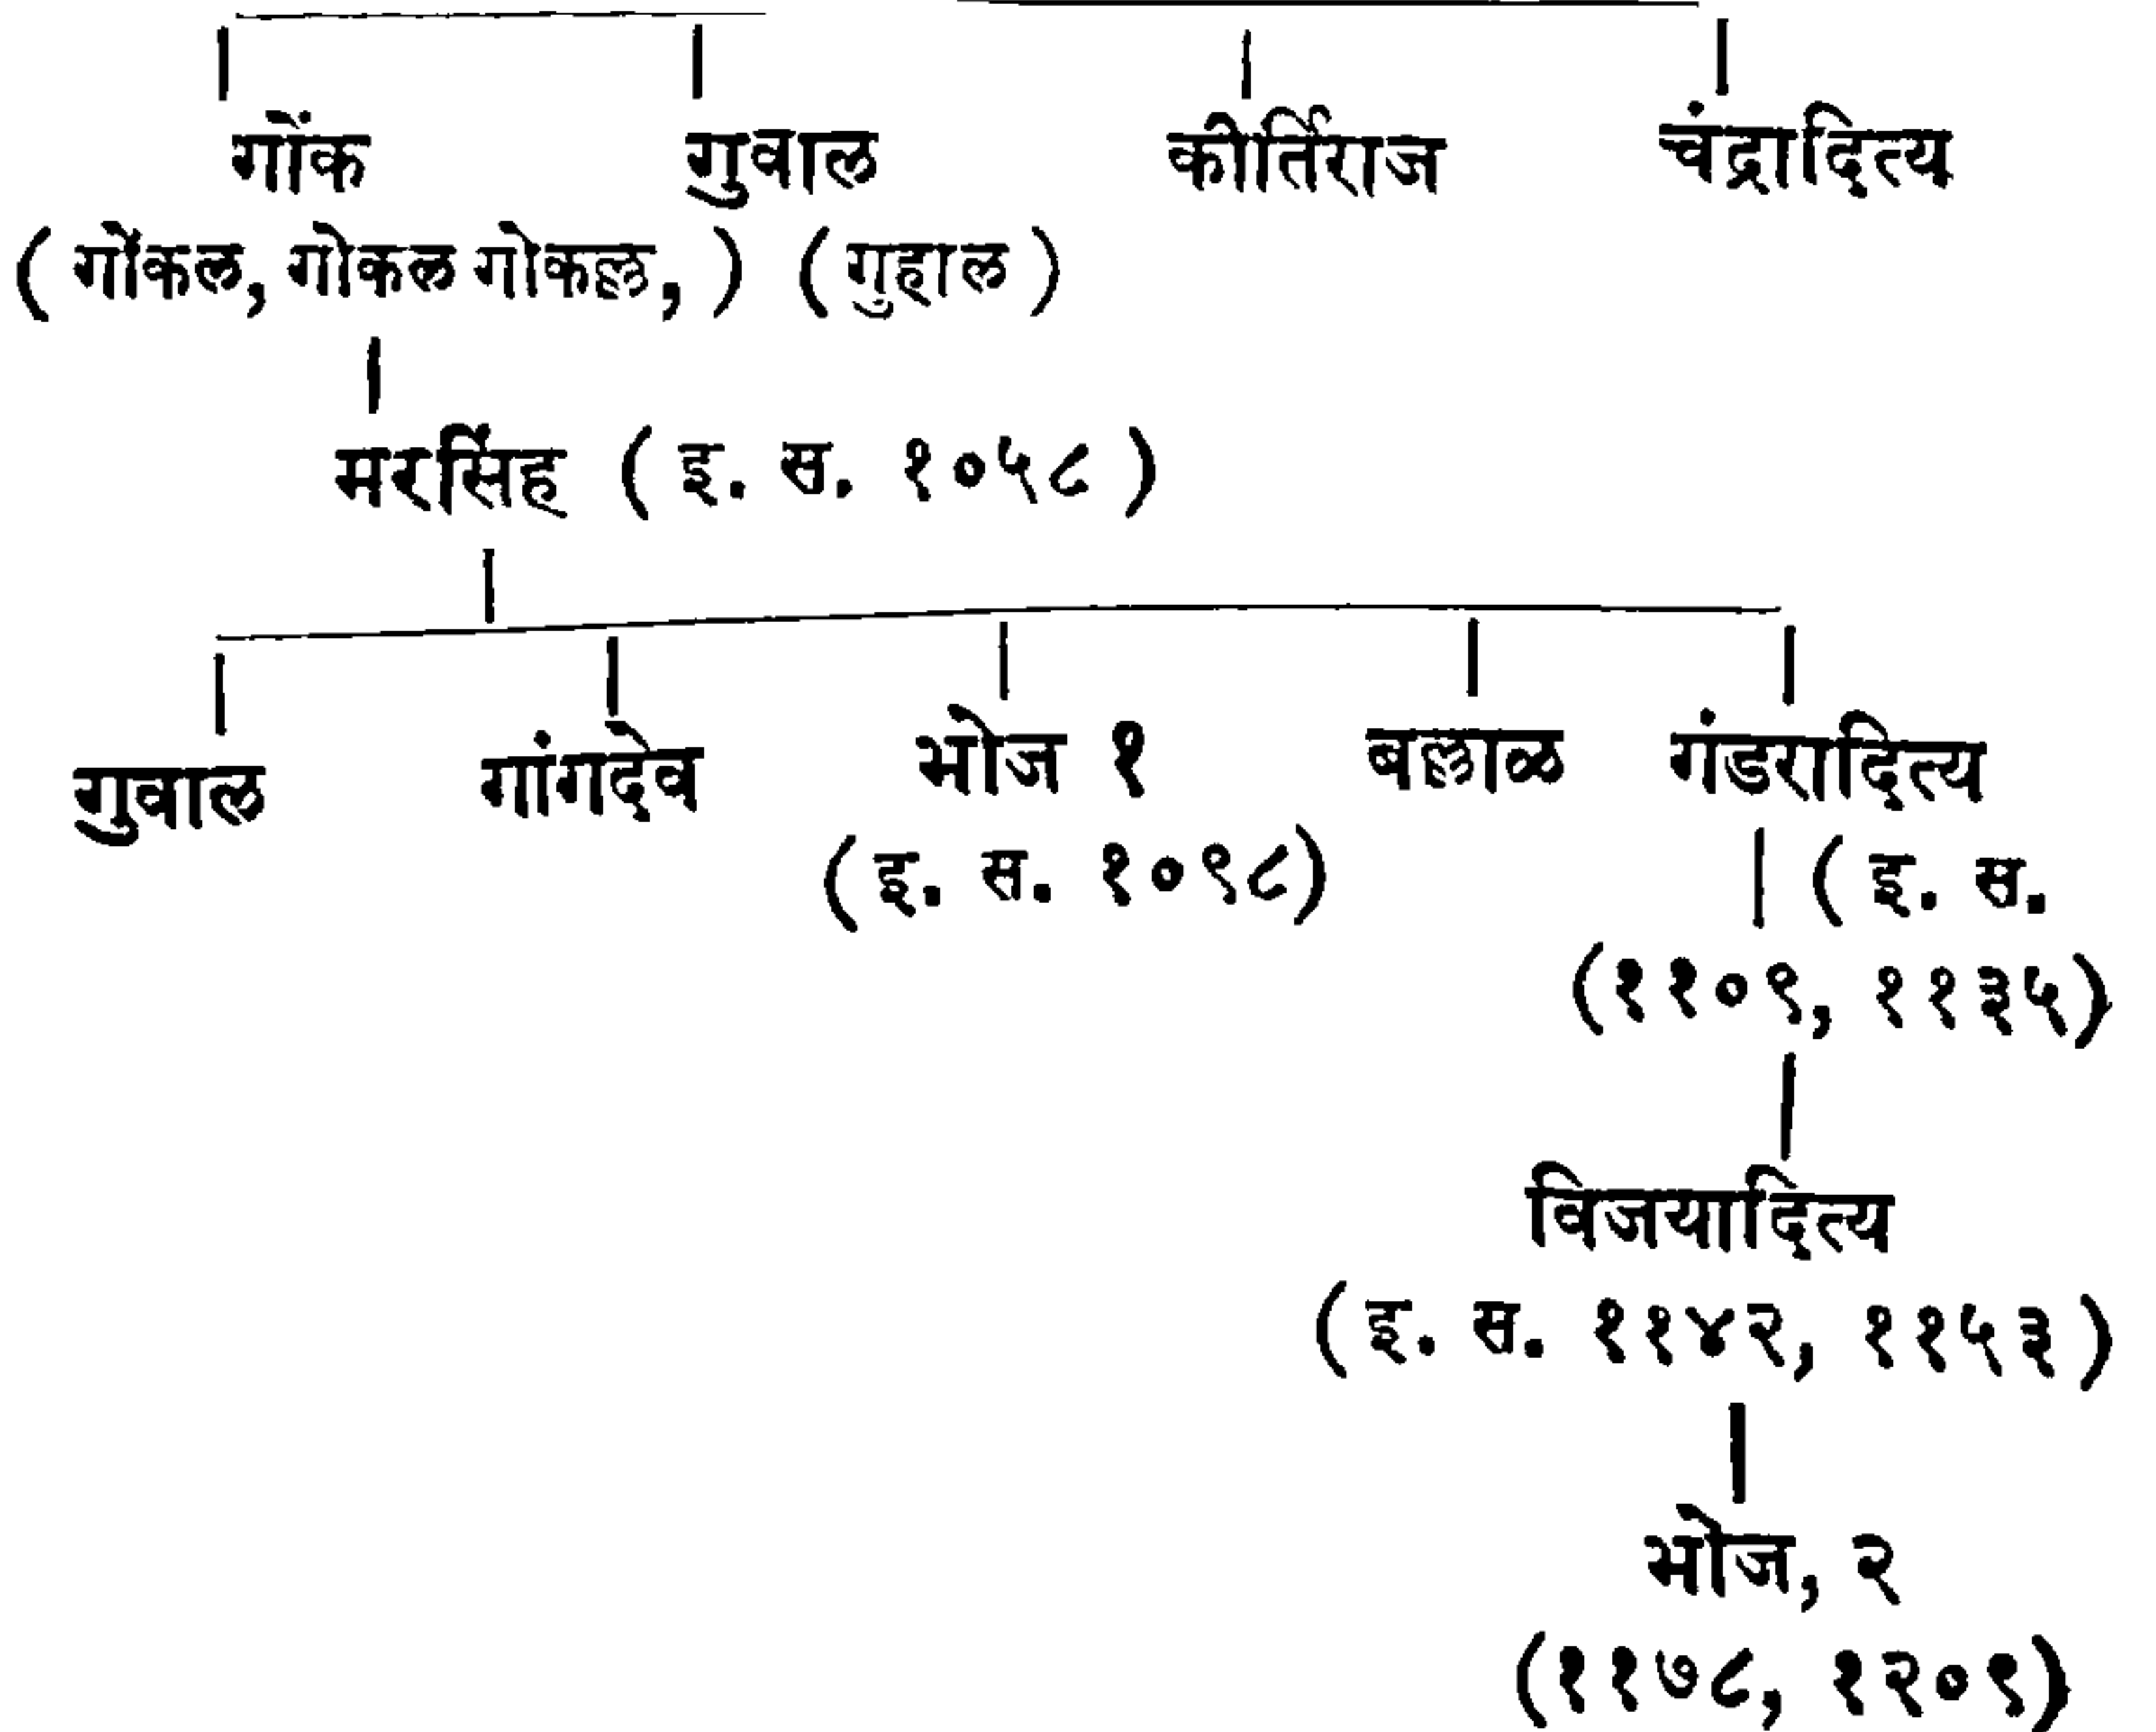 गोंक गुवाल कीर्तिराज चंद्रादित्य
( गोंकल, गोकल गोकल्ल, ) ( गुहाल )
मरसिंह ( इ. स. १०५८ )
गुवाल गांगदेव भोज १ बल्लाळ गंडरादित्य
( इ. स. १०९८) ( इ. स.
(११०९, ११३५)
विजयादित्य
( इ. स. ११४२, ११५३ )
भोज, २
(११७८, १२०९)